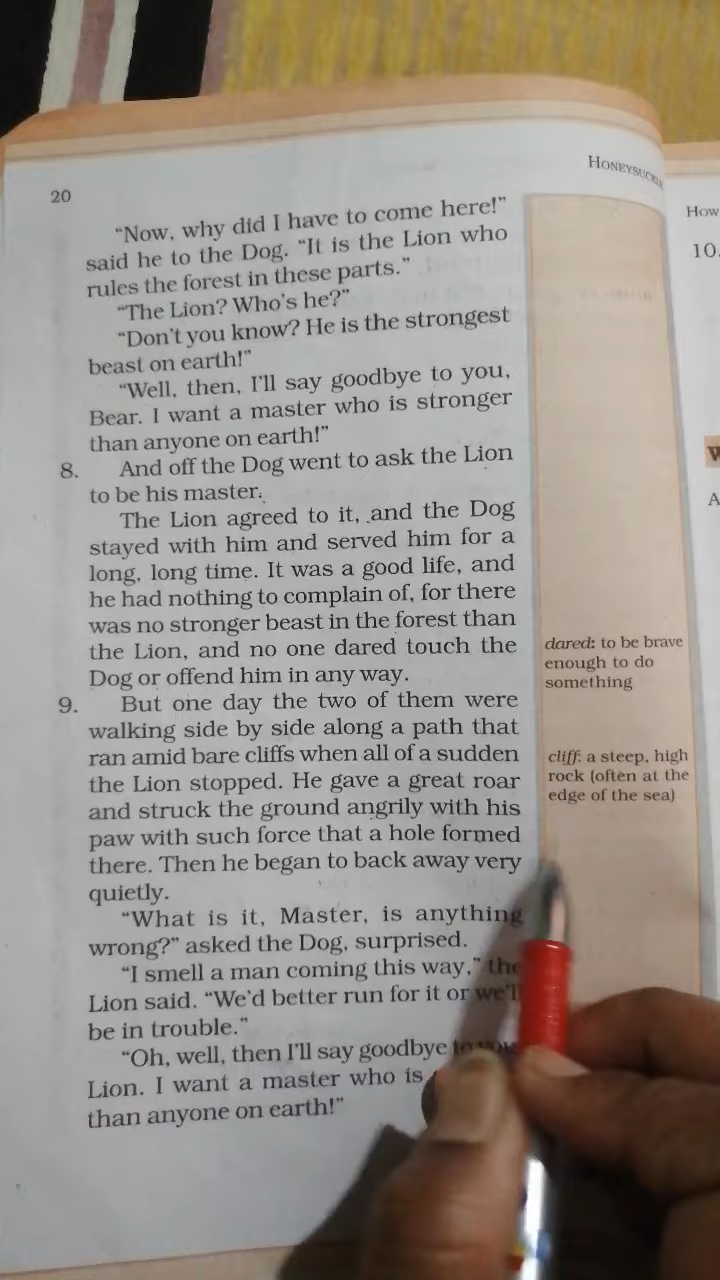 20
HONEYSUCKLE
"Now, why did I have to come here!"
said he to the Dog. "It is the Lion who
rules the forest in these parts."
"The Lion? Who's he?"
"Don't you know? He is the strongest
beast on earth!"
"Well, then, I'll say goodbye to you,
Bear. I want a master who is stronger
than anyone on earth!"
8. And off the Dog went to ask the Lion
to be his master.
The Lion agreed to it, and the Dog
stayed with him and served him for a
long, long time. It was a good life, and
he had nothing to complain of, for there
was no stronger beast in the forest than
the Lion, and no one dared touch the
Dog or offend him in any way.
dared: to be brave
enough to do
something
9. But one day the two of them were
walking side by side along a path that
ran amid bare cliffs when all of a sudden
the Lion stopped. He gave a great roar
and struck the ground angrily with his
paw with such force that a hole formed
there. Then he began to back away very
quietly.
cliff: a steep, high
rock (often at the
edge of the sea)
"What is it, Master, is anything
wrong?" asked the Dog, surprised.
"I smell a man coming this way," the
Lion said. "We'd better run for it or we'll
be in trouble."
"Oh, well, then I'll say goodbye to you,
Lion. I want a master who is
than anyone on earth!"
How
10.
A